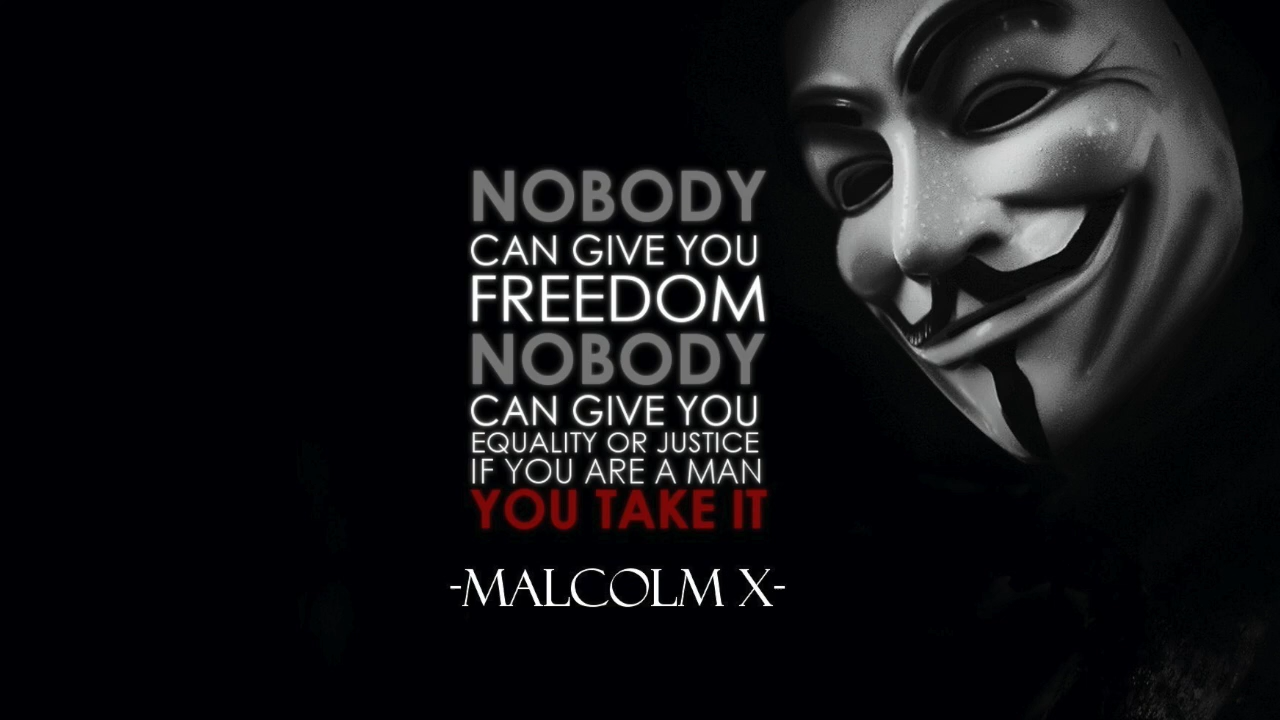 NOBODY
CAN GIVE YOU
FREEDOM
NOBODY
CAN GIVE YOU
EQUALITY OR JUSTICE
IF YOU ARE A MAN
YOU TAKE IT
-MALCOLM X-